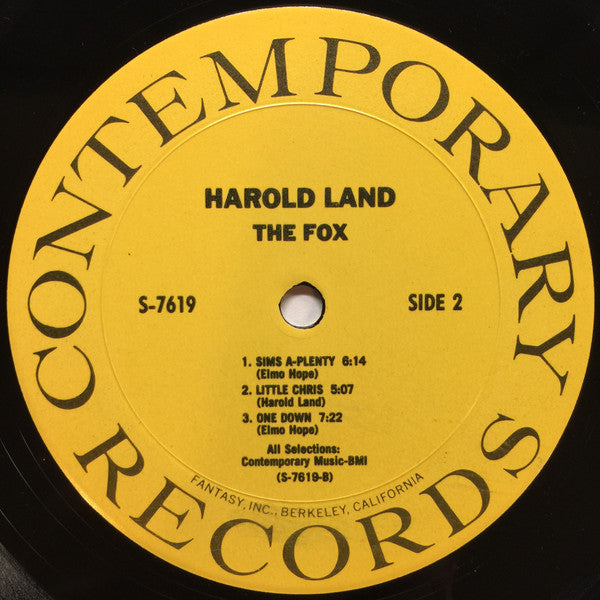 CONTEMPORARY RECORDS
HAROLD LAND
THE FOX
S-7619
SIDE 2
1. SIMS A-PLENTY 6:14
(Elmo Hope)
2. LITTLE CHRIS 5:07
(Harold Land)
3. ONE DOWN 7:22
(Elmo Hope)
All Selections:
Contemporary Music-BMI
(S-7619-B)
FANTASY, INC., BERKELEY, CALIFORNIA